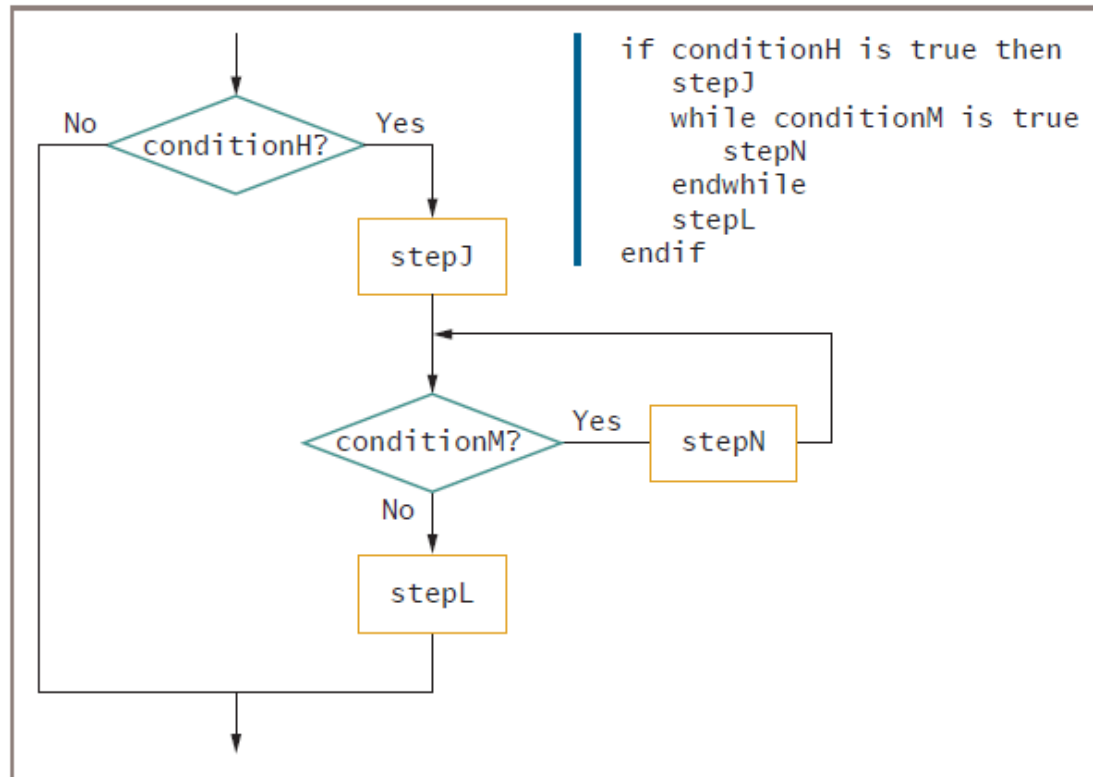 if conditionH is true then
stepJ
while conditionM is true
stepN
endwhile
stepL
endif
No
Yes
conditionH?
stepJ
conditionM?
Yes
stepN
No
stepL